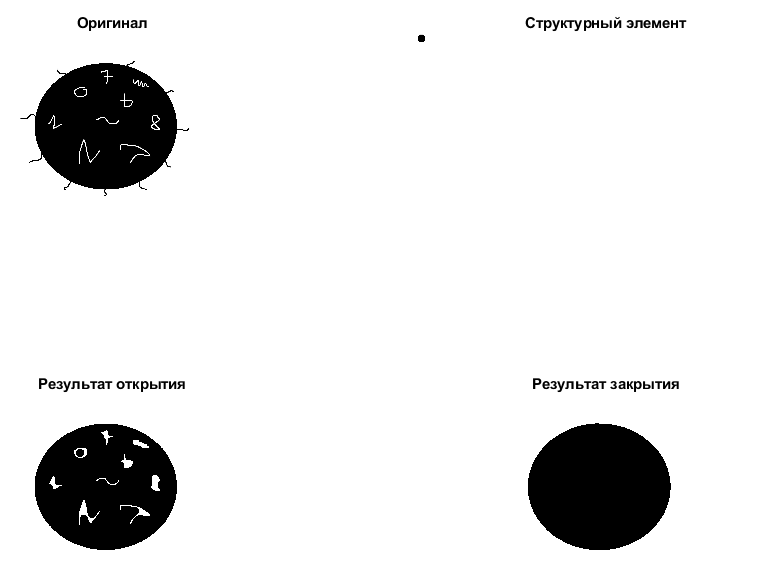 Оригинал
Структурный элемент
Результат открытия
Результат закрытия